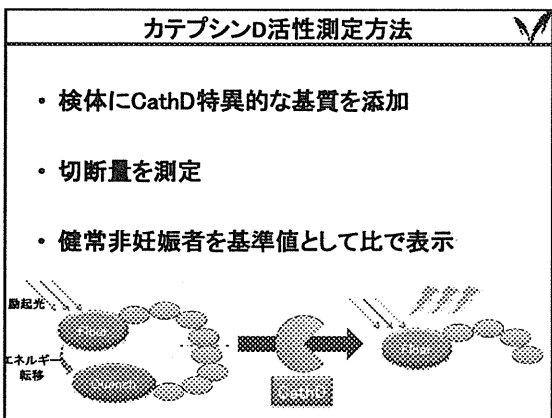 カテプシンD活性測定方法
・ 検体にCathD特異的な基質を添加
・ 切断量を測定
・ 健常非妊娠者を基準値として比で表示
励起光
エネルギー
転移